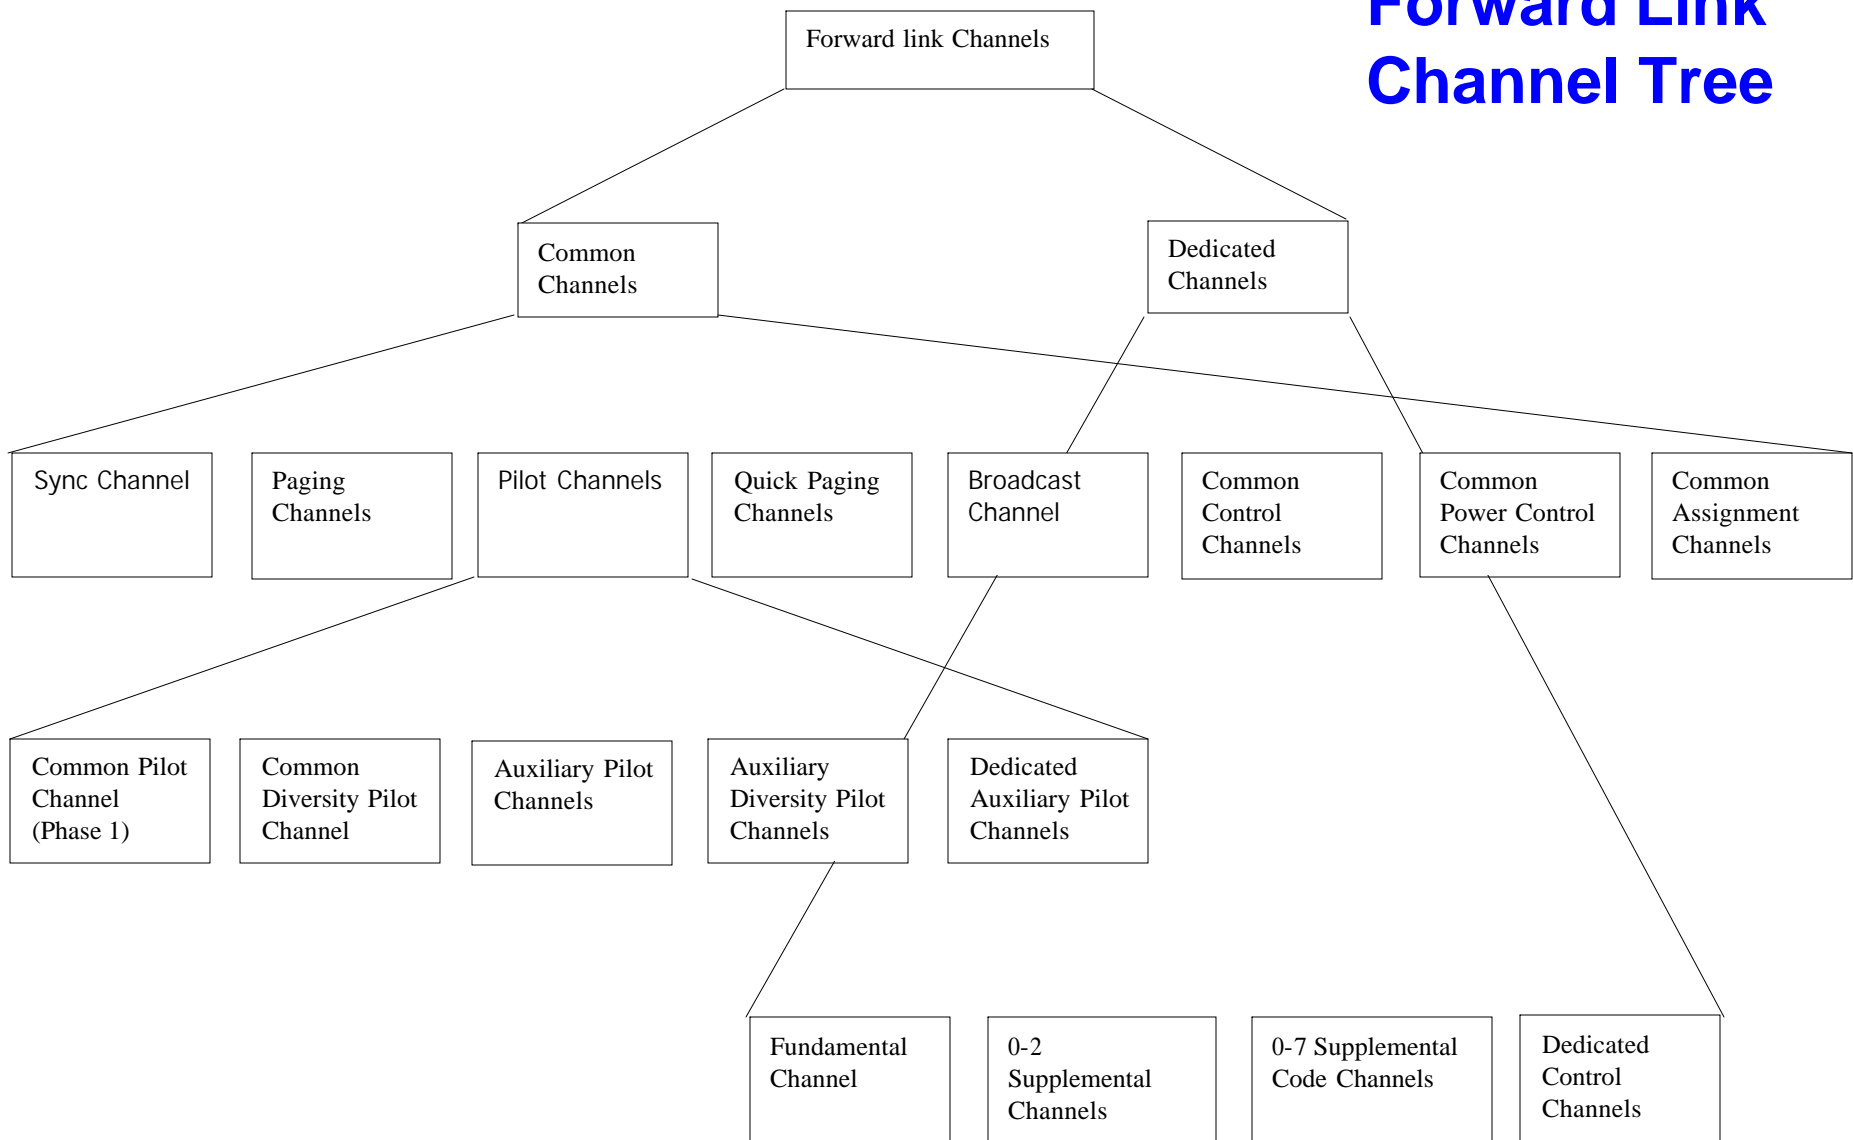 Forward Link
Channel Tree
Forward link Channels
Common
Channels
Dedicated
Channels
Sync Channel
Paging
Channels
Pilot Channels
Quick Paging
Channels
Broadcast
Channel
Common
Control
Channels
Common
Power Control
Channels
Common
Assignment
Channels
Common Pilot
Channel
(Phase 1)
Common
Diversity Pilot
Channel
Auxiliary Pilot
Channels
Auxiliary
Diversity Pilot
Channels
Dedicated
Auxiliary Pilot
Channels
Fundamental
Channel
0-2
Supplemental
Channels
0-7 Supplemental
Code Channels
Dedicated
Control
Channels